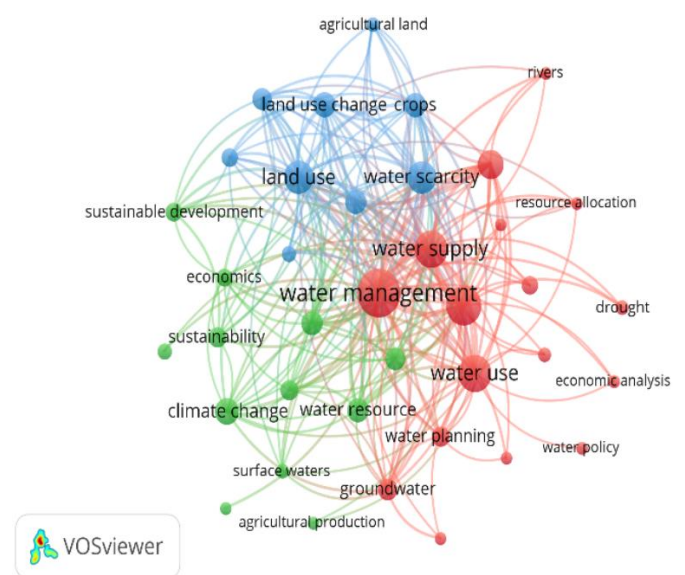 agricultural land
rivers
land use change crops
land use
water scarcity
resource allocation
sustainable development
water supply
economics
water management
drought
sustainability
water use
economic analysis
climate change
water resource
water planning
water policy
surface waters
groundwater
agricultural production
VOSviewer